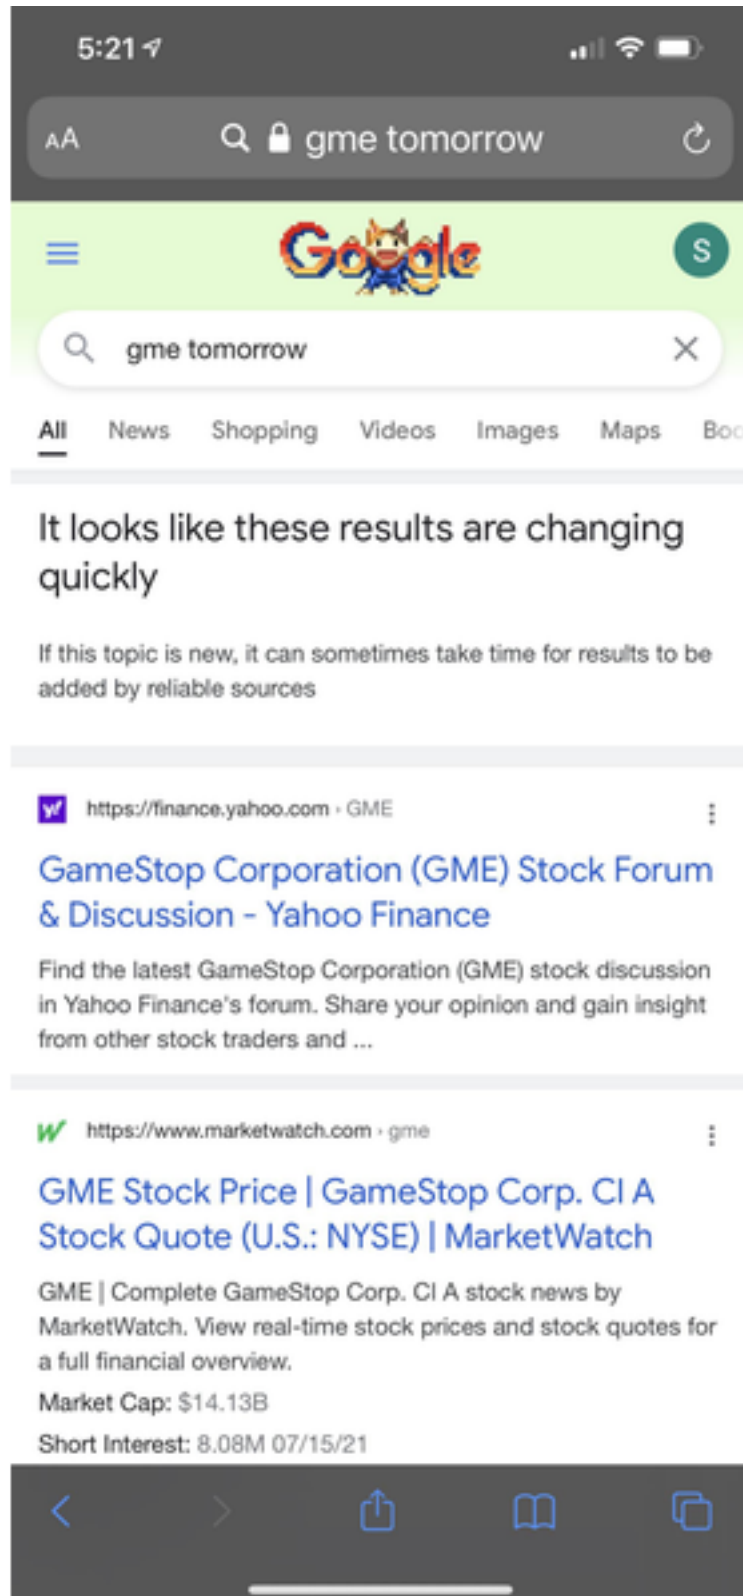 5:21
AA gme tomorrow
Google
S
gme tomorrow
All News Shopping Videos Images Maps Boo
It looks like these results are changing
quickly
If this topic is new, it can sometimes take time for results to be
added by reliable sources
y! https://finance.yahoo.com › GME
GameStop Corporation (GME) Stock Forum
& Discussion - Yahoo Finance
Find the latest GameStop Corporation (GME) stock discussion
in Yahoo Finance's forum. Share your opinion and gain insight
from other stock traders and ...
W https://www.marketwatch.com › gme
GME Stock Price | GameStop Corp. Cl A
Stock Quote (U.S.: NYSE) | MarketWatch
GME | Complete GameStop Corp. Cl A stock news by
MarketWatch. View real-time stock prices and stock quotes for
a full financial overview.
Market Cap: $14.13B
Short Interest: 8.08M 07/15/21